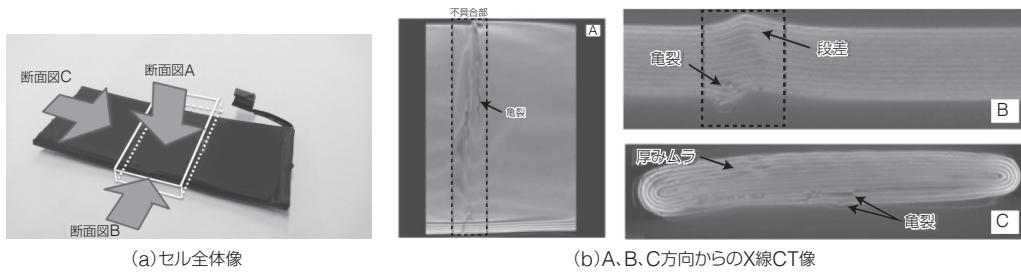 断面図C
断面図A
断面図B
(a)セル全体像
不具合部
A
亀裂
亀裂
段差
B
厚みムラ
亀裂
C
(b)A、B、C方向からのX線CT像